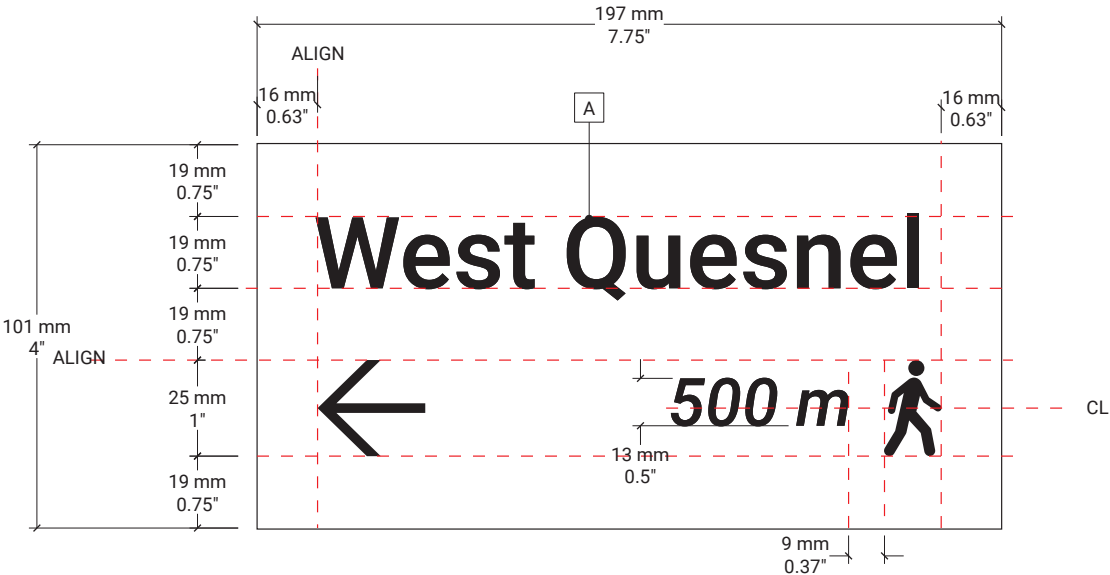 197 mm
7.75"
ALIGN
16 mm
0.63"
A
16 mm
0.63"
19 mm
0.75"
19 mm
0.75"
West Quesnel
19 mm
0.75"
101 mm
4"
ALIGN
25 mm
1"
500 m
CL
13 mm
0.5"
19 mm
0.75"
9 mm
0.37"